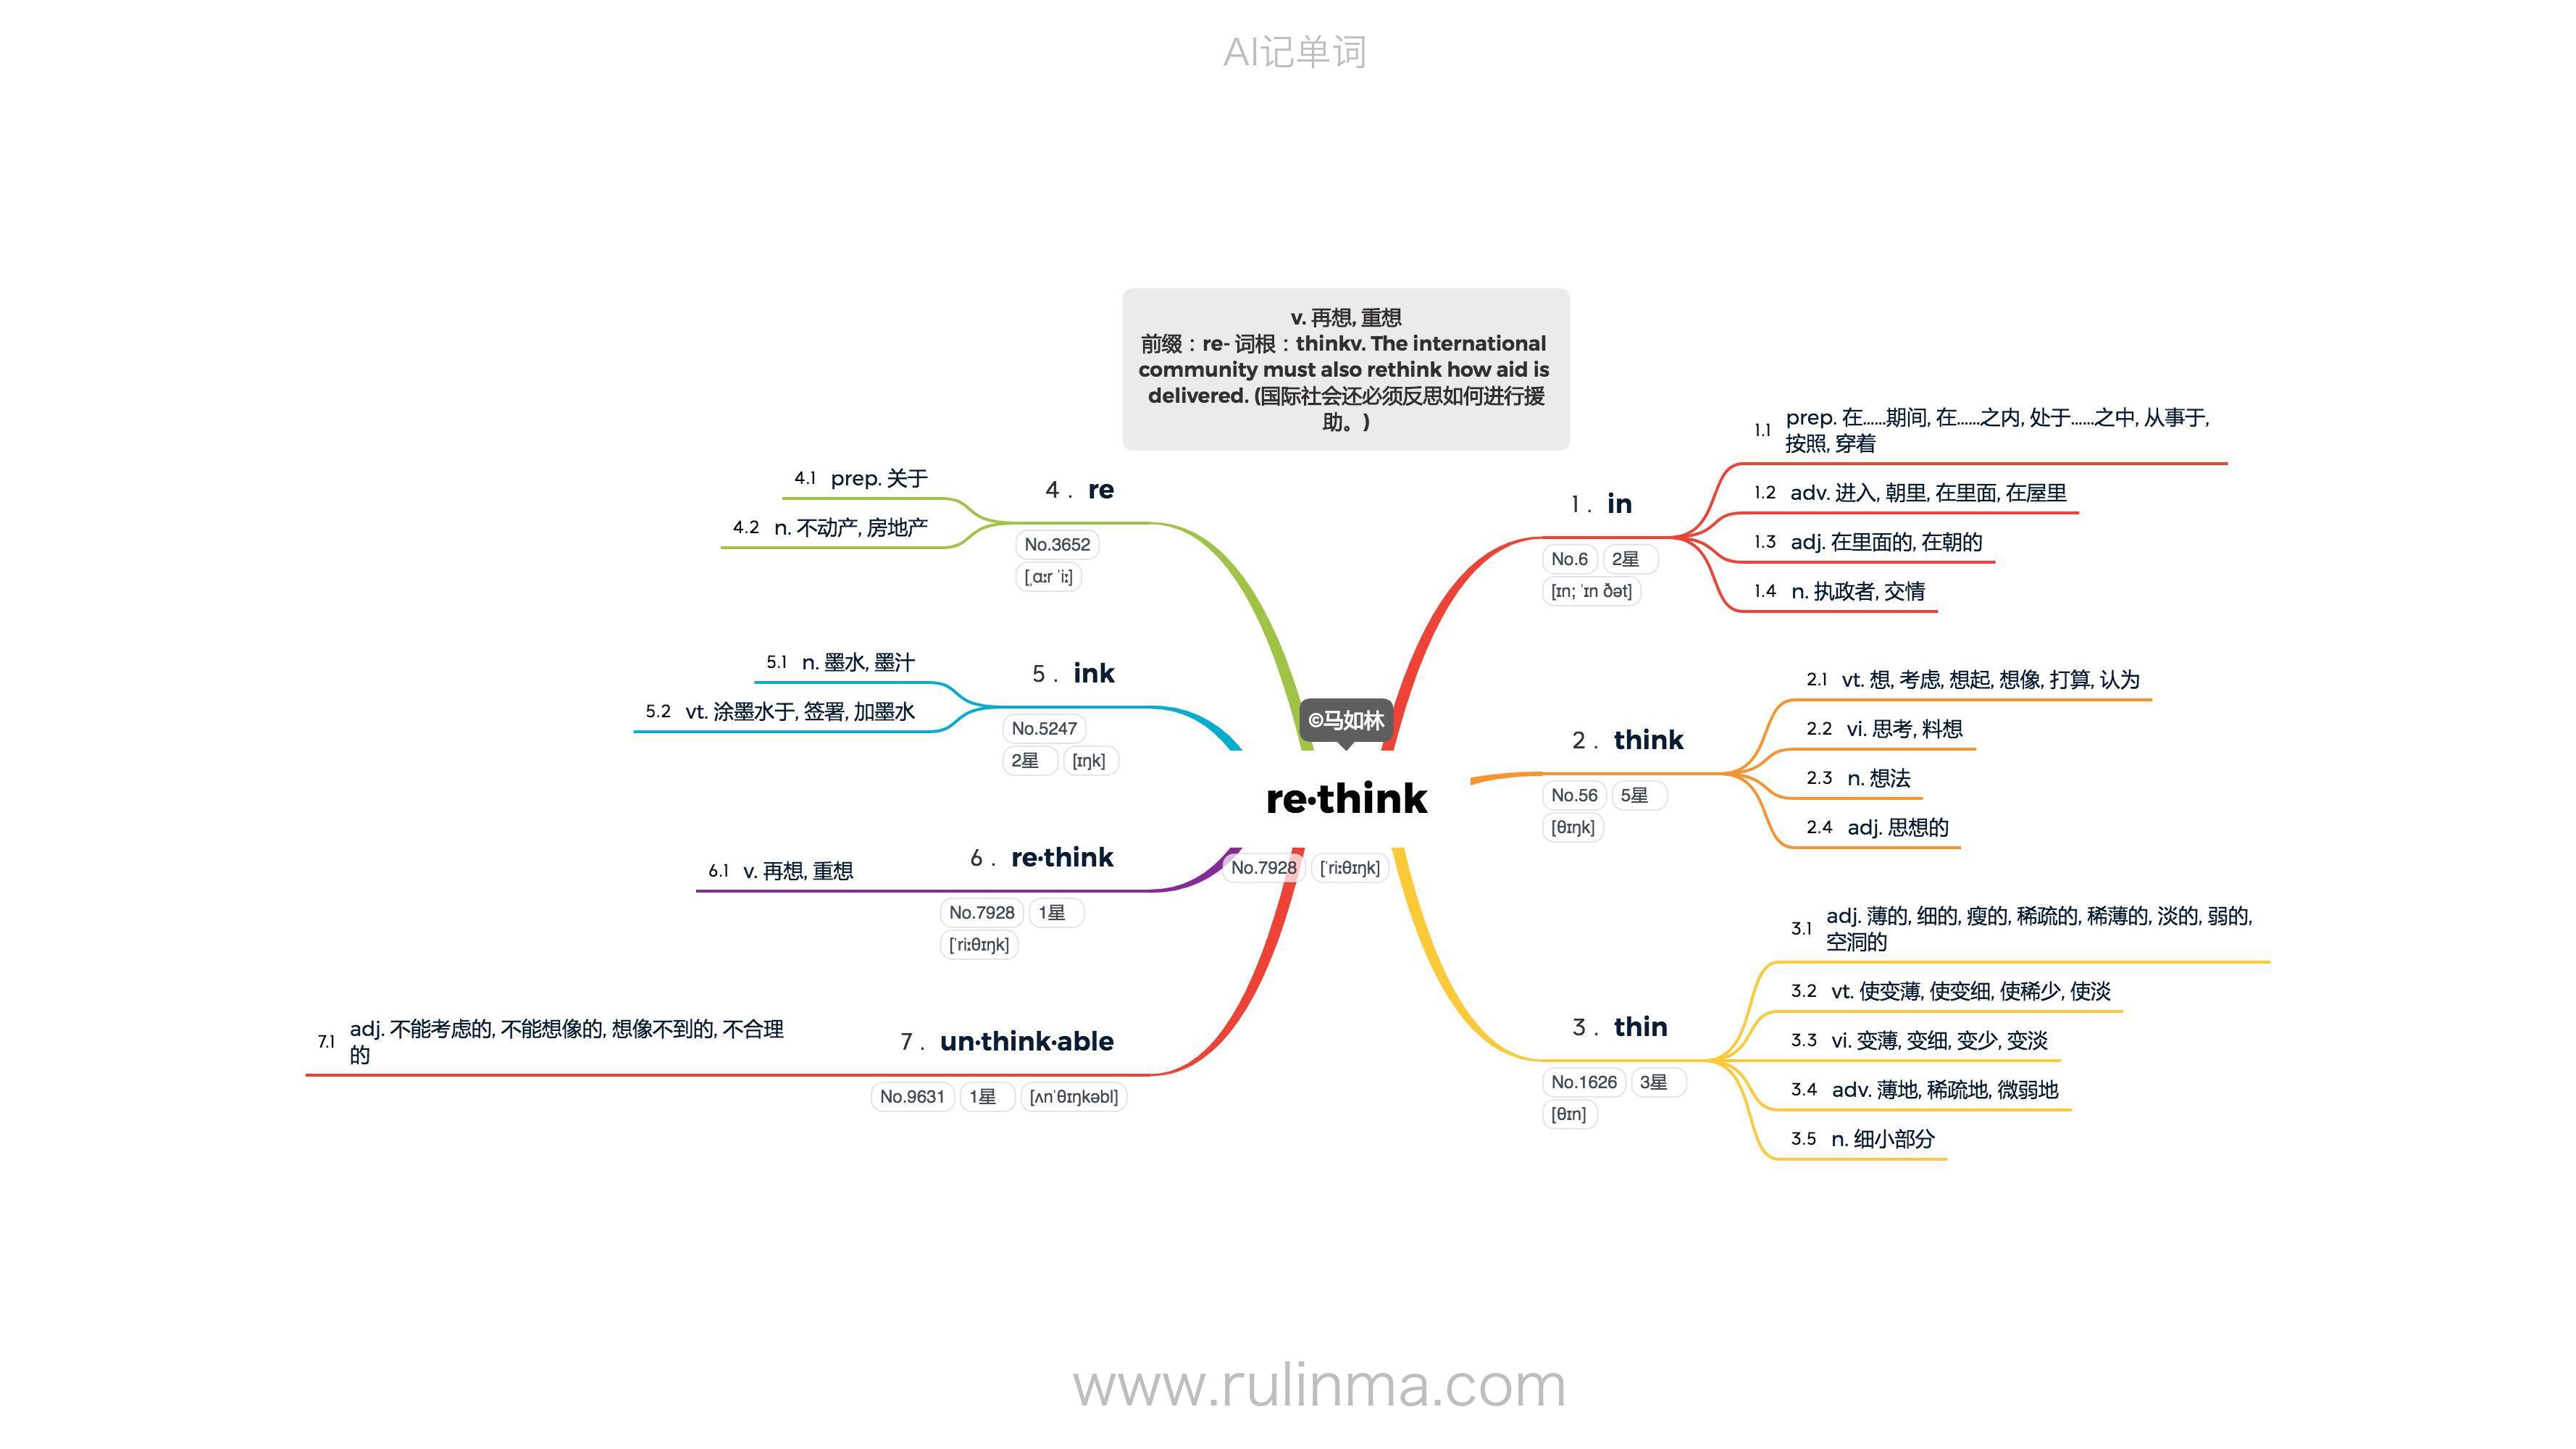 AI记单词
v. 再想, 重想
前缀：re- 词根：thinkv. The international
community must also rethink how aid is
delivered. (国际社会还必须反思如何进行援
助。)
©马如林
re·think
No.7928 ['riːθɪŋk]
1 . in
No.6 2星
[ɪn; ˈɪn ðət]
1.1 prep. 在......期间, 在......之内, 处于......之中, 从事于,
按照, 穿着
1.2 adv. 进入, 朝里, 在里面, 在屋里
1.3 adj. 在里面的, 在朝的
1.4 n. 执政者, 交情
2 . think
No.56 5星
[θɪŋk]
2.1 vt. 想, 考虑, 想起, 想像, 打算, 认为
2.2 vi. 思考, 料想
2.3 n. 想法
2.4 adj. 思想的
3 . thin
No.1626 3星
[θɪn]
3.1 adj. 薄的, 细的, 瘦的, 稀疏的, 稀薄的, 淡的, 弱的,
空洞的
3.2 vt. 使变薄, 使变细, 使稀少, 使淡
3.3 vi. 变薄, 变细, 变少, 变淡
3.4 adv. 薄地, 稀疏地, 微弱地
3.5 n. 细小部分
4 . re
No.3652
[ˌɑːr ˈiː]
4.1 prep. 关于
4.2 n. 不动产, 房地产
5 . ink
No.5247
2星 [ɪŋk]
5.1 n. 墨水, 墨汁
5.2 vt. 涂墨水于, 签署, 加墨水
6 . re·think
No.7928 1星
['riːθɪŋk]
6.1 v. 再想, 重想
7 . un·think·able
No.9631 1星 [ʌnˈθɪŋkəbl]
7.1 adj. 不能考虑的, 不能想像的, 想像不到的, 不合理
的
www.rulinma.com